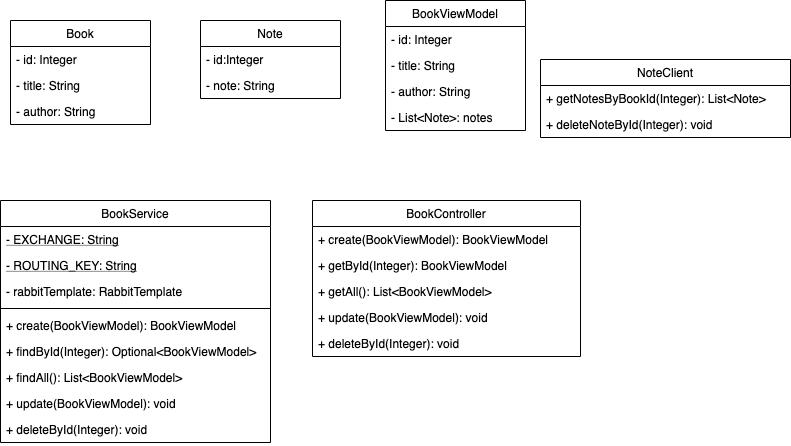 Book
- id: Integer
- title: String
- author: String
Note
- id:Integer
- note: String
BookViewModel
- id: Integer
- title: String
- author: String
- List<Note>: notes
NoteClient
+ getNotesByBookId(Integer): List<Note>
+ deleteNoteById(Integer): void
BookService
- EXCHANGE: String
- ROUTING_KEY: String
- rabbitTemplate: RabbitTemplate
+ create(BookViewModel): BookViewModel
+ findById(Integer): Optional<BookViewModel>
+ findAll(): List<BookViewModel>
+ update(BookViewModel): void
+ deleteById(Integer): void
BookController
+ create(BookViewModel): BookViewModel
+ getById(Integer): BookViewModel
+ getAll(): List<BookViewModel>
+ update(BookViewModel): void
+ deleteById(Integer): void